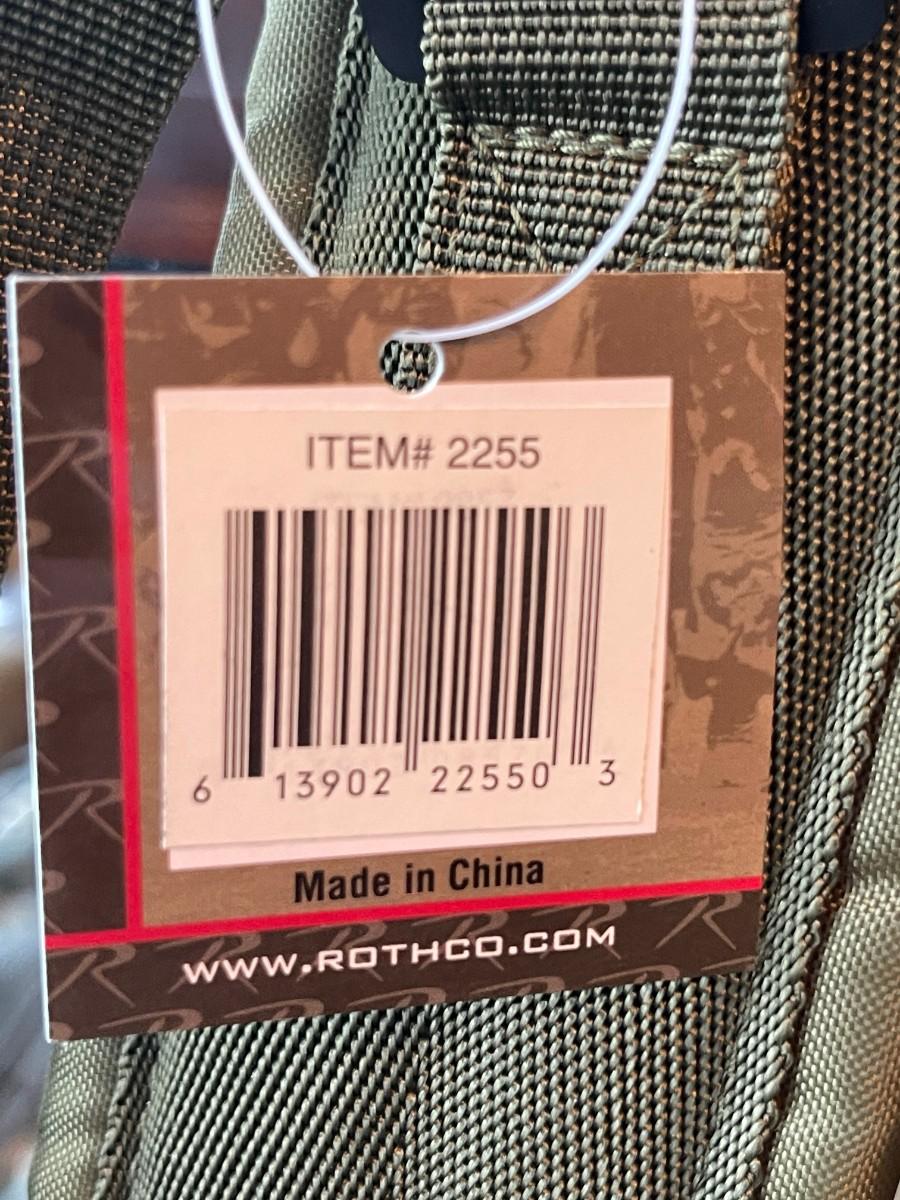 ITEM# 2255
6 13902 22550 3
Made in China
WWW.ROTHCO.COM